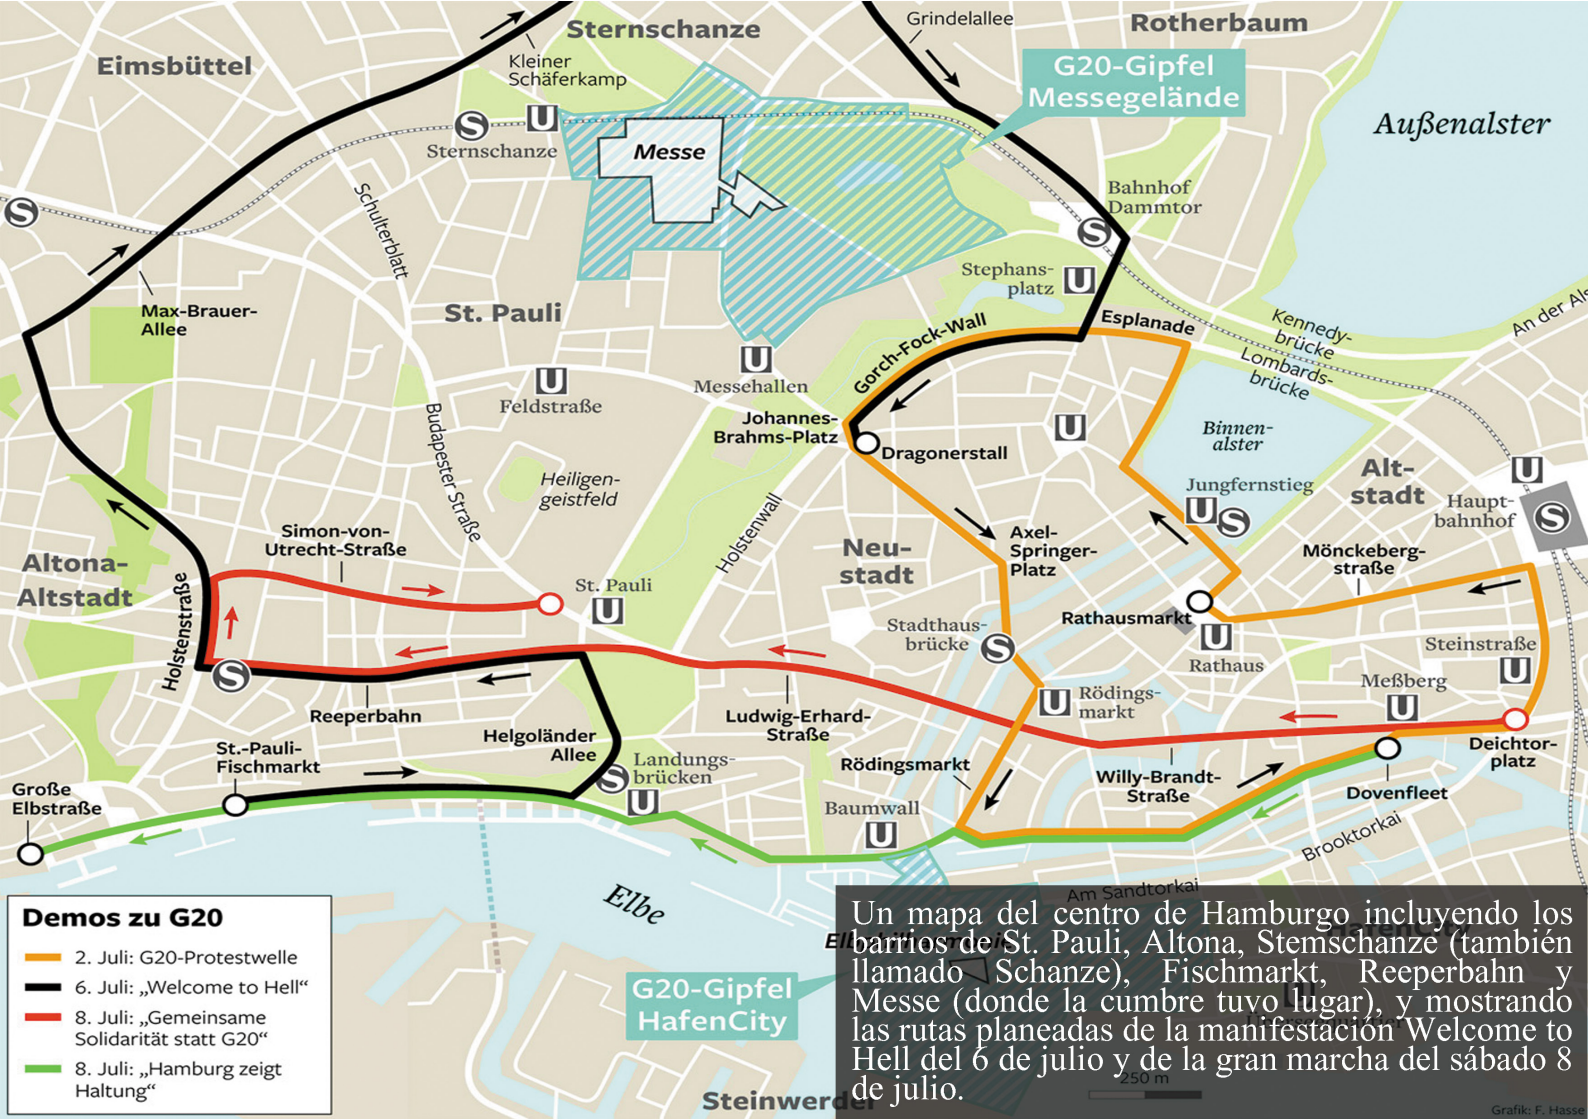 Grindelallee
Rotherbaum
Sternschanze
Eimsbüttel
Kleiner
Schäferkamp
G20-Gipfel
Messegelände
Außenalster
S
U
Sternschanze
Messe
S
Schulterblatt
Bahnhof
Dammtor
S
Stephans-
platz
U
Max-Brauer-
Allee
St. Pauli
Gorch-Fock-Wall
Esplanade
Kennedy-
brücke
An der Als
Lombards-
brücke
U
Messehallen
U
Feldstraße
Budapester Straße
Johannes-
Brahms-Platz
Dragonerstall
U
Binnen-
alster
Alt-
stadt
U
Haupt-
bahnhof
S
Heiligen-
geistfeld
Jungfernstieg
U
S
Holstenwall
Simon-von-
Utrecht-Straße
Altona-
Altstadt
Neu-
stadt
Axel-
Springer-
Platz
Mönckeberg-
straße
Holstenstraße
St. Pauli
U
Stadthaus-
brücke
S
Rathausmarkt
U
Rathaus
Steinstraße
U
S
Reeperbahn
Ludwig-Erhard-
Straße
U
Rödings-
markt
Meßberg
U
Helgoländer
Allee
St.-Pauli-
Fischmarkt
Landungs-
brücken
S
U
Rödingsmarkt
Willy-Brandt-
Straße
Deichtor-
platz
Dovenfleet
Große
Elbstraße
Baumwall
U
Brooktorkai
Am Sandtorkai
Elbe
HafenCity
G20-Gipfel
HafenCity
Steinwerder
Demos zu G20
2. Juli: G20-Protestwelle
6. Juli: „Welcome to Hell“
8. Juli: „Gemeinsame
Solidarität statt G20“
8. Juli: „Hamburg zeigt
Haltung“
Un mapa del centro de Hamburgo incluyendo los
barrios de St. Pauli, Altona, Stemschanze (también
llamado Schanze), Fischmarkt, Reeperbahn y
Messe (donde la cumbre tuvo lugar), y mostrando
las rutas planeadas de la manifestación Welcome to
Hell del 6 de julio y de la gran marcha del sábado 8
de julio.
250 m
Grafik: F. Hasse